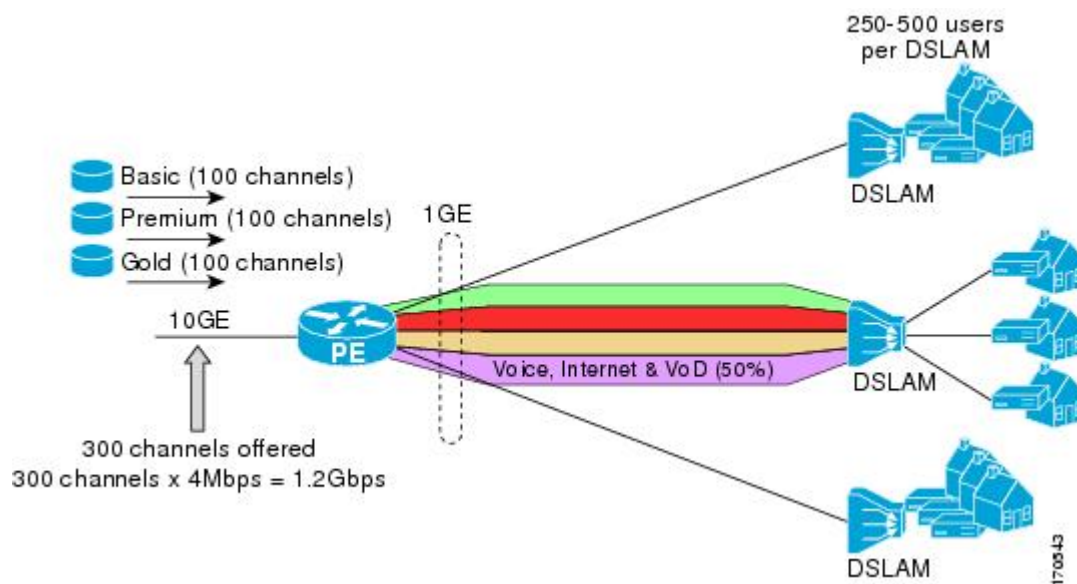 250-500 users
per DSLAM
Basic (100 channels)
Premium (100 channels)
Gold (100 channels)
1GE
DSLAM
10GE
PE
Voice, Internet & VoD (50%)
DSLAM
300 channels offered
300 channels x 4Mbps = 1.2Gbps
DSLAM
170543